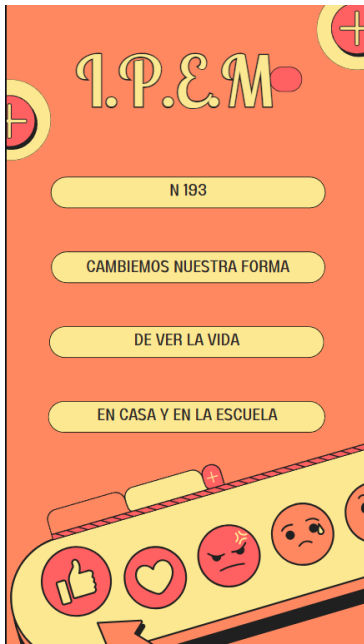 I.P.E.M
N 193
CAMBIEMOS NUESTRA FORMA
DE VER LA VIDA
EN CASA Y EN LA ESCUELA